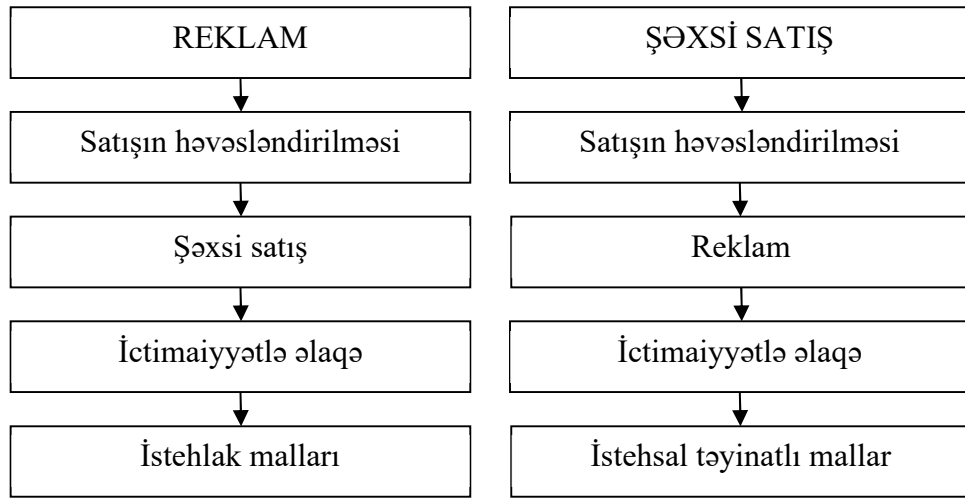 REKLAM
Satışın həvəsləndirilməsi
Şəxsi satış
İctimaiyyətlə əlaqə
İstehlak malları
ŞƏXSİ SATIŞ
Satışın həvəsləndirilməsi
Reklam
İctimaiyyətlə əlaqə
İstehsal təyinatlı mallar